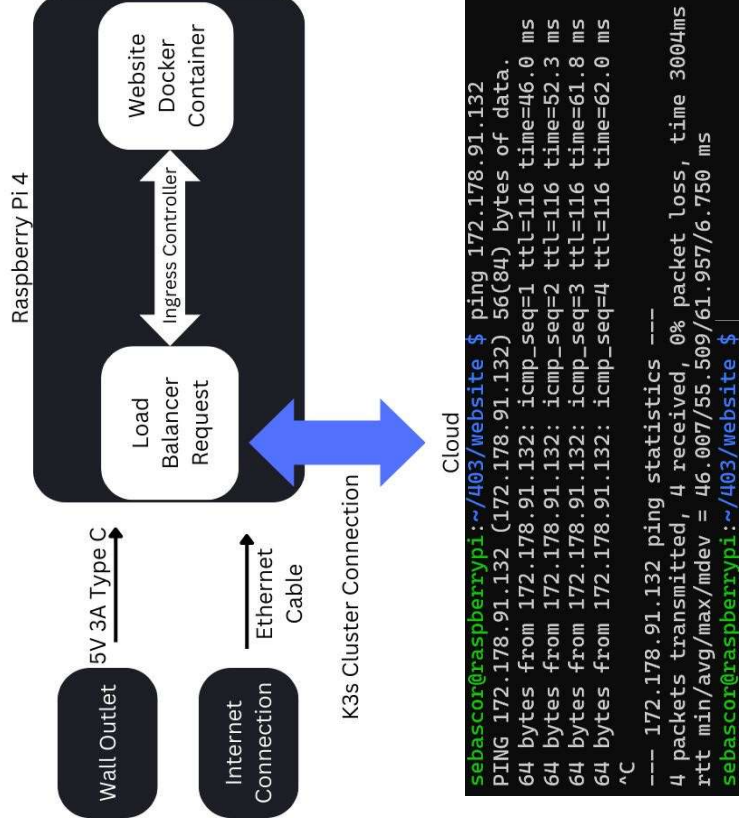 Raspberry Pi 4
Wall Outlet
5V 3A Type C
Internet
Connection
Ethernet
Cable
Load
Balancer
Request
Ingress Controller
Website
Docker
Container
K3s Cluster Connection
Cloud
sebascor@raspberrypi:~/403/website $ ping 172.178.91.132
PING 172.178.91.132 (172.178.91.132) 56(84) bytes of data.
64 bytes from 172.178.91.132: icmp_seq=1 ttl=116 time=46.0 ms
64 bytes from 172.178.91.132: icmp_seq=2 ttl=116 time=52.3 ms
64 bytes from 172.178.91.132: icmp_seq=3 ttl=116 time=61.8 ms
64 bytes from 172.178.91.132: icmp_seq=4 ttl=116 time=62.0 ms
^C
--- 172.178.91.132 ping statistics ---
4 packets transmitted, 4 received, 0% packet loss, time 3004ms
rtt min/avg/max/mdev = 46.007/55.509/61.957/6.750 ms
sebascor@raspberrypi:~/403/website $